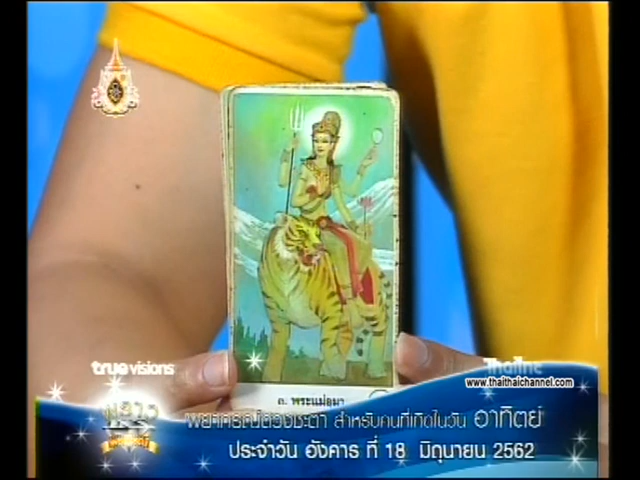 ๓. พระแม่อุมา
true visions
ThaiTHC
www.thaithaichannel.com
พยากรณ์ดวงชะตา สำหรับคนที่เกิดในวัน อาทิตย์
ประจำวัน อังคาร ที่ 18 มิถุนายน 2562